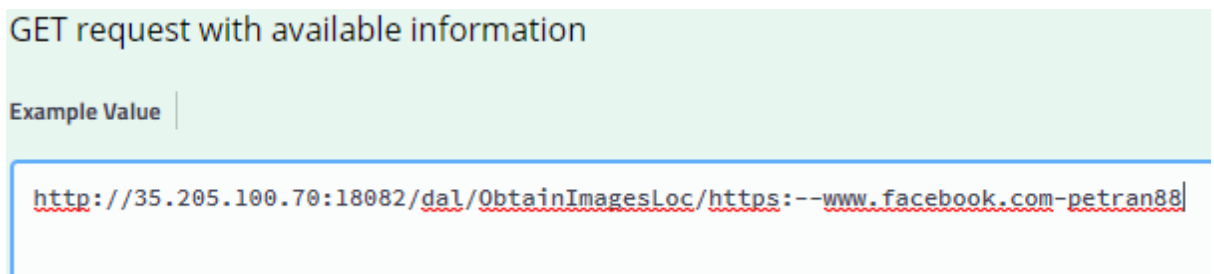 GET request with available information
Example Value
http://35.205.100.70:18082/dal/ObtainImagesLoc/https:--www.facebook.com-petran88